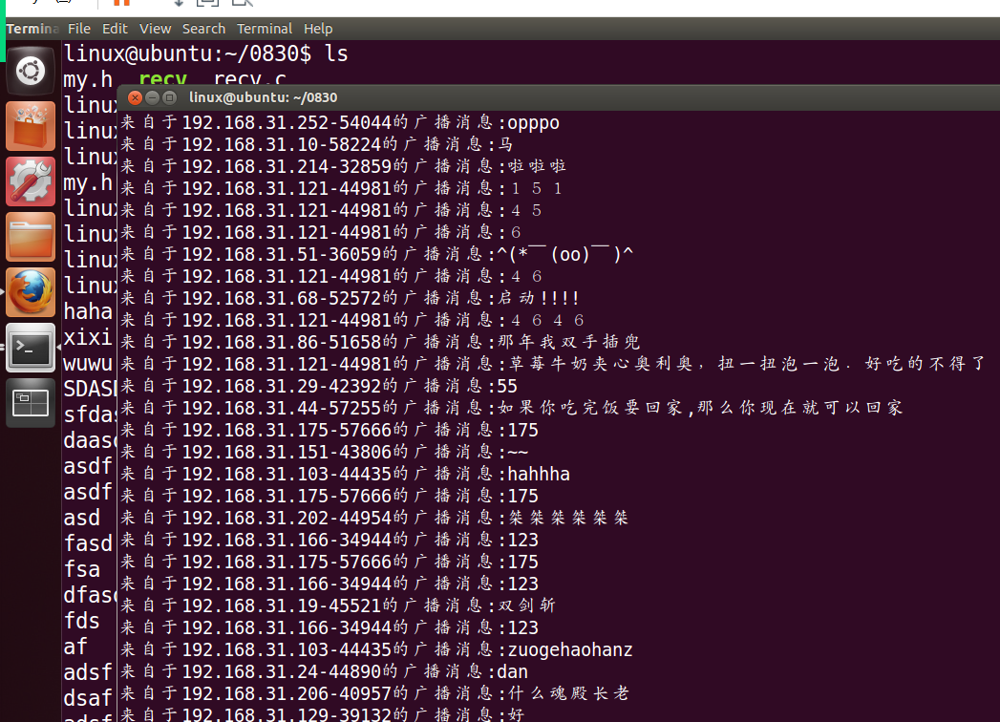 Termina File Edit View Search Terminal Help
linux@ubuntu:~/0830$ ls
my.h recv recv.c
linux
linux
linux
my.h
linux
linux
linux
linux
haha
xixi
wuwu
SDASD
sfdas
daasd
asdf
asdf
asd
fasd
fsa
dfasd
fds
af
adsf
dsaf
adsf
linux@ubuntu: ~/0830
来自于192.168.31.252-54044的广播消息:opppo
来自于192.168.31.10-58224的广播消息:马
来自于192.168.31.214-32859的广播消息:啦啦啦
来自于192.168.31.121-44981的广播消息:１５１
来自于192.168.31.121-44981的广播消息:４５
来自于192.168.31.121-44981的广播消息:６
来自于192.168.31.51-36059的广播消息:^(*￣(oo)￣)^
来自于192.168.31.121-44981的广播消息:４６
来自于192.168.31.68-52572的广播消息:启动!!!!
来自于192.168.31.121-44981的广播消息:４６４６
来自于192.168.31.86-51658的广播消息:那年我双手插兜
来自于192.168.31.121-44981的广播消息:草莓牛奶夹心奥利奥，扭一扭泡一泡．好吃的不得了
来自于192.168.31.29-42392的广播消息:55
来自于192.168.31.44-57255的广播消息:如果你吃完饭要回家,那么你现在就可以回家
来自于192.168.31.175-57666的广播消息:175
来自于192.168.31.151-43806的广播消息:~~
来自于192.168.31.103-44435的广播消息:hahhha
来自于192.168.31.175-57666的广播消息:175
来自于192.168.31.202-44954的广播消息:桀桀桀桀桀桀
来自于192.168.31.166-34944的广播消息:123
来自于192.168.31.175-57666的广播消息:175
来自于192.168.31.166-34944的广播消息:123
来自于192.168.31.19-45521的广播消息:双剑斩
来自于192.168.31.166-34944的广播消息:123
来自于192.168.31.103-44435的广播消息:zuogehaohanz
来自于192.168.31.24-44890的广播消息:dan
来自于192.168.31.206-40957的广播消息:什么魂殿长老
来自于192.168.31.129-39132的广播消息:好